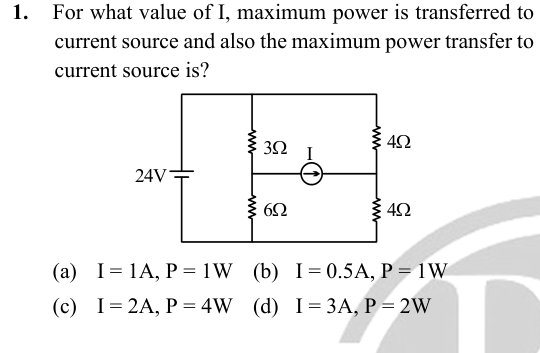 1. For what value of I, maximum power is transferred to
current source and also the maximum power transfer to
current source is?
3Ω I 4Ω
24V
6Ω 4Ω
(a) I = 1A, P = 1W (b) I = 0.5A, P = 1W
(c) I = 2A, P = 4W (d) I = 3A, P = 2W